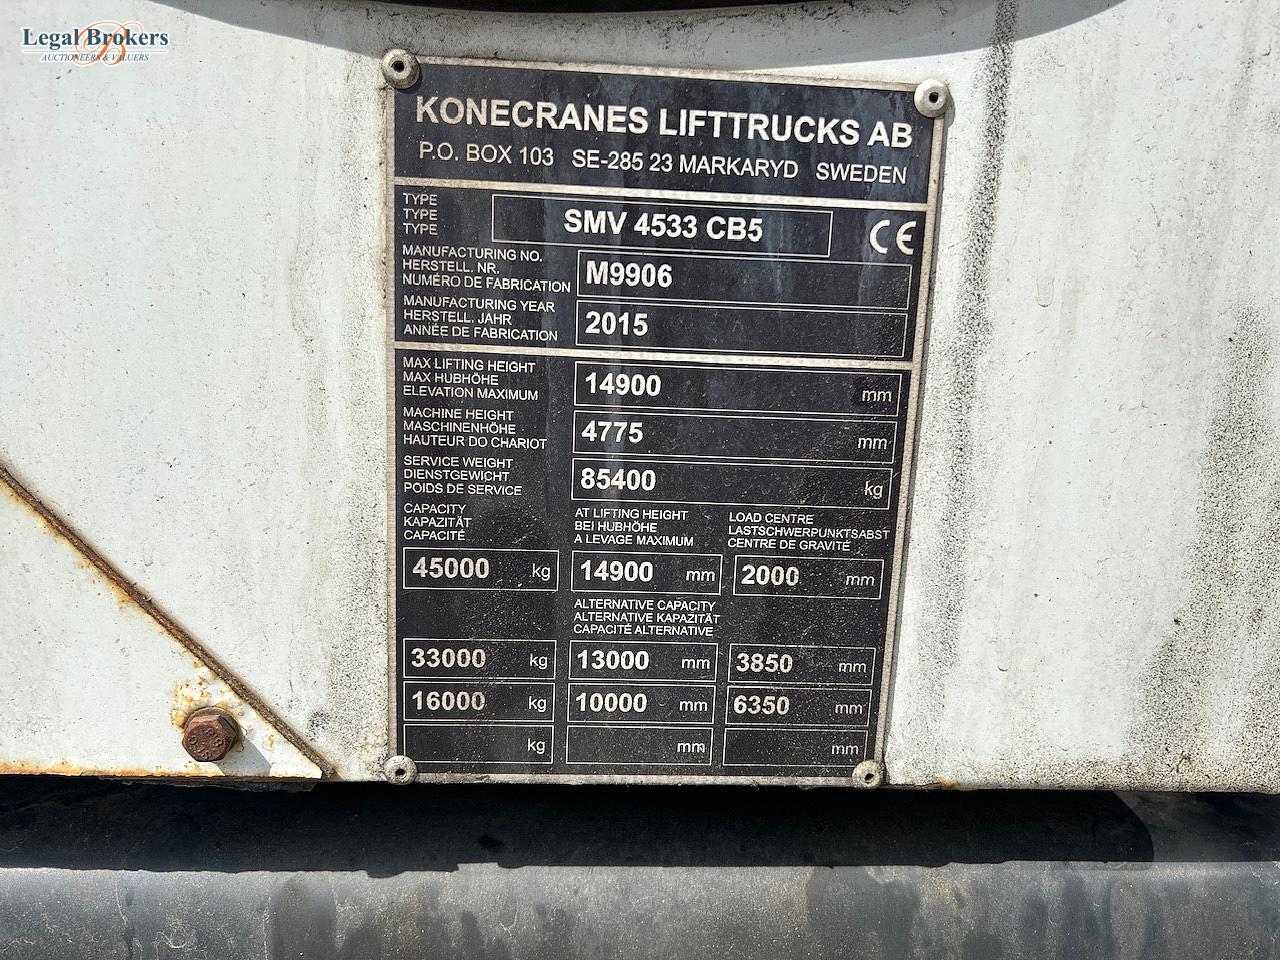 Legal Brokers
AUCTIONEERS & VALUERS
KONECRANES LIFTTRUCKS AB
P.O. BOX 103 SE-285 23 MARKARYD SWEDEN
TYPE
TYPE
TYPE
SMV 4533 CB5
CE
MANUFACTURING NO.
HERSTELL. NR.
NUMÉRO DE FABRICATION
M9906
MANUFACTURING YEAR
HERSTELL. JAHR
ANNÉE DE FABRICATION
2015
MAX LIFTING HEIGHT
MAX HUBHÖHE
ELEVATION MAXIMUM
14900 mm
MACHINE HEIGHT
MASCHINENHÖHE
HAUTEUR DO CHARIOT
4775 mm
SERVICE WEIGHT
DIENSTGEWICHT
POIDS DE SERVICE
85400 kg
CAPACITY
KAPAZITÄT
CAPACITÉ
AT LIFTING HEIGHT
BEI HUBHÖHE
A LEVAGE MAXIMUM
LOAD CENTRE
LASTSCHWERPUNKTSABST
CENTRE DE GRAVITÉ
45000 kg 14900 mm 2000 mm
ALTERNATIVE CAPACITY
ALTERNATIVE KAPAZITÄT
CAPACITÉ ALTERNATIVE
33000 kg 13000 mm 3850 mm
16000 kg 10000 mm 6350 mm
kg mm mm